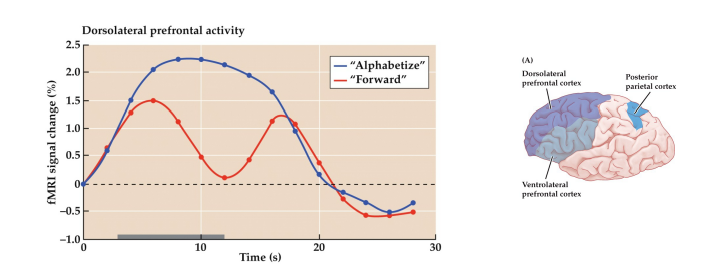 Dorsolateral prefrontal activity
fMRI signal change (%)
2.5
2.0
1.5
1.0
0.5
0
−0.5
−1.0
“Alphabetize”
“Forward”
0
10
20
30
Time (s)
(A)
Dorsolateral
prefrontal cortex
Posterior
parietal cortex
Ventrolateral
prefrontal cortex